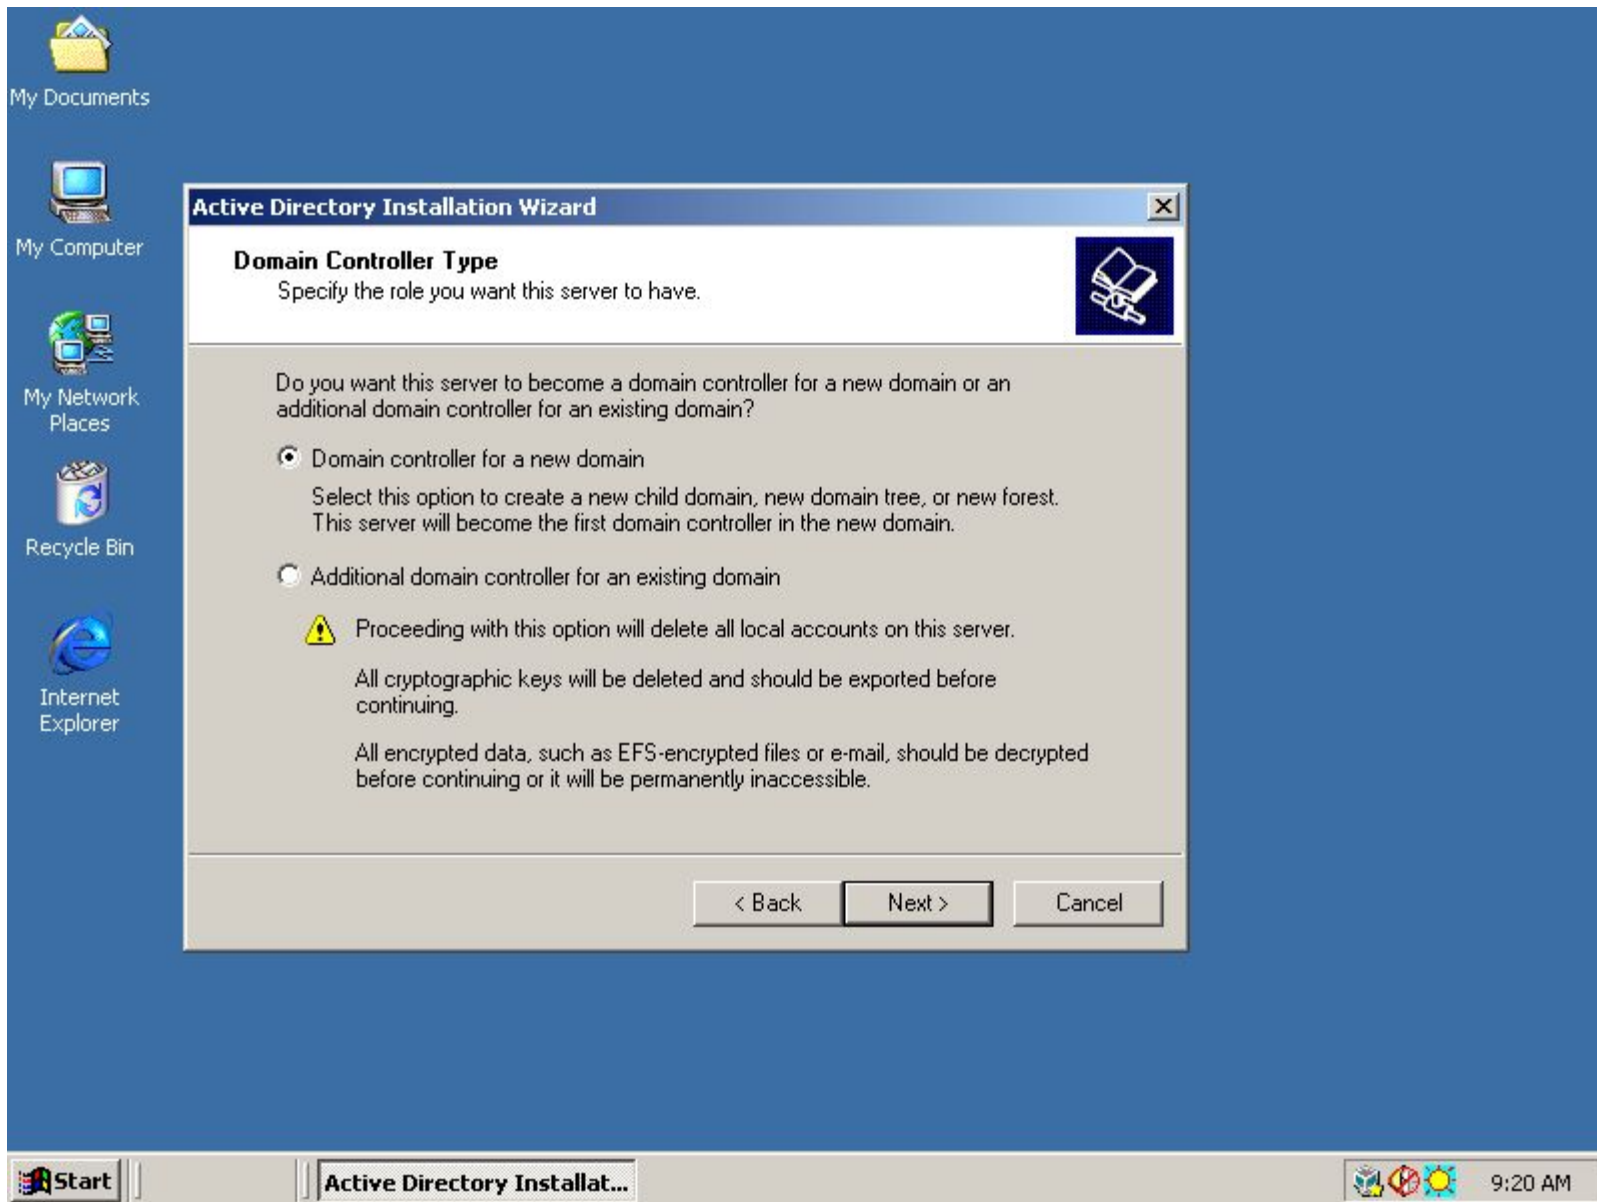 My Documents
My Computer
My Network
Places
Recycle Bin
Internet
Explorer
Active Directory Installation Wizard
Domain Controller Type
Specify the role you want this server to have.
Do you want this server to become a domain controller for a new domain or an
additional domain controller for an existing domain?
Domain controller for a new domain
Select this option to create a new child domain, new domain tree, or new forest.
This server will become the first domain controller in the new domain.
Additional domain controller for an existing domain
Proceeding with this option will delete all local accounts on this server.
All cryptographic keys will be deleted and should be exported before
continuing.
All encrypted data, such as EFS-encrypted files or e-mail, should be decrypted
before continuing or it will be permanently inaccessible.
< Back
Next >
Cancel
Start
Active Directory Installat...
9:20 AM